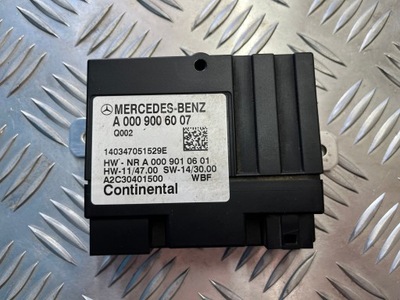 MERCEDES-BENZ
A 000 900 60 07
Q002
140347051529E
HW - NR A 000 901 06 01
HW-11/47.00 SW-14/30.00
A2C30401500 WBF
Continental